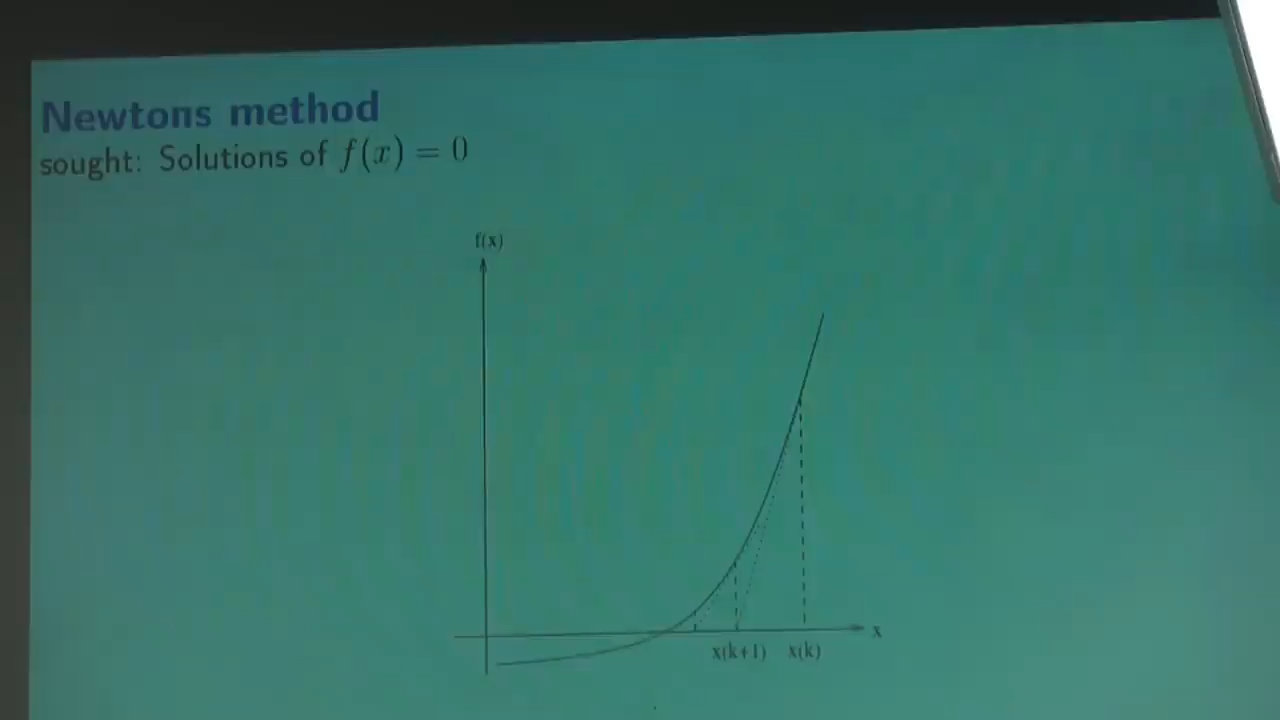 Newtons method
sought: Solutions of f(x) = 0
f(x)
x
x(k+1) x(k)